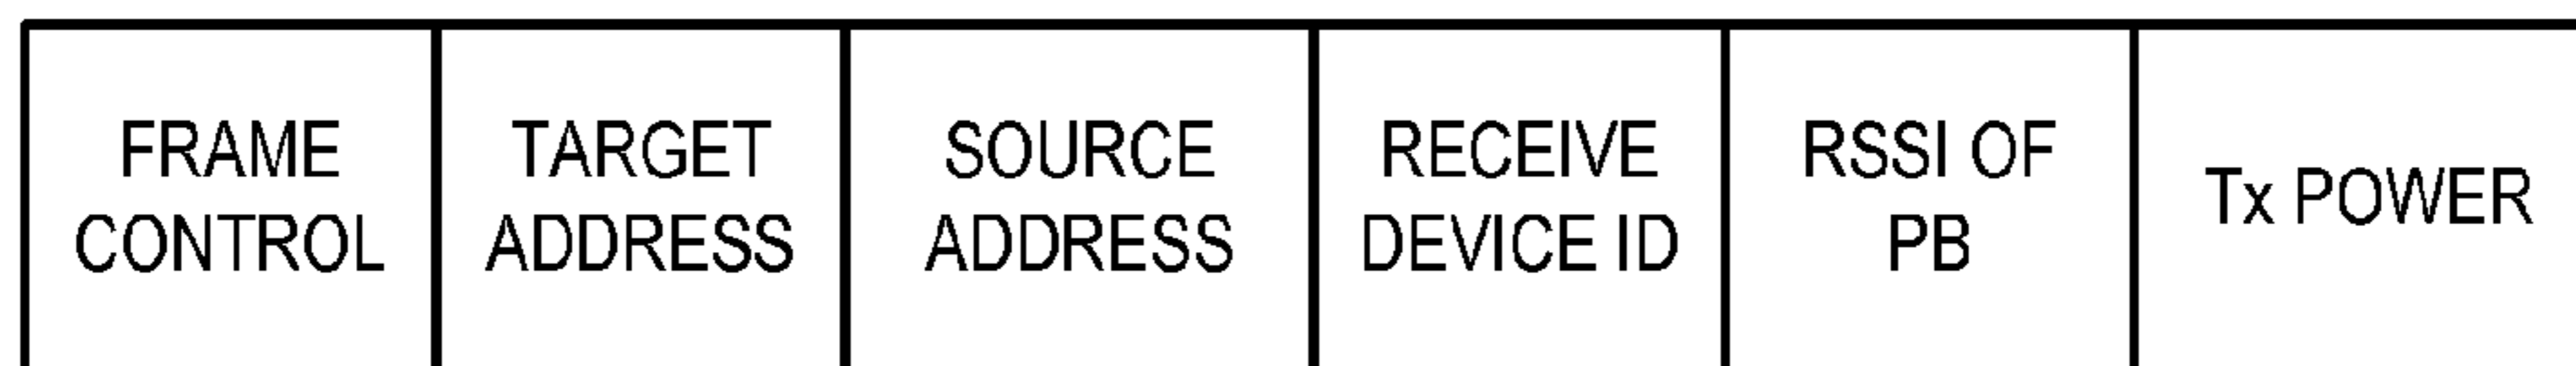 FRAME
CONTROL
TARGET
ADDRESS
SOURCE
ADDRESS
RECEIVE
DEVICE ID
RSSI OF
PB
Tx POWER